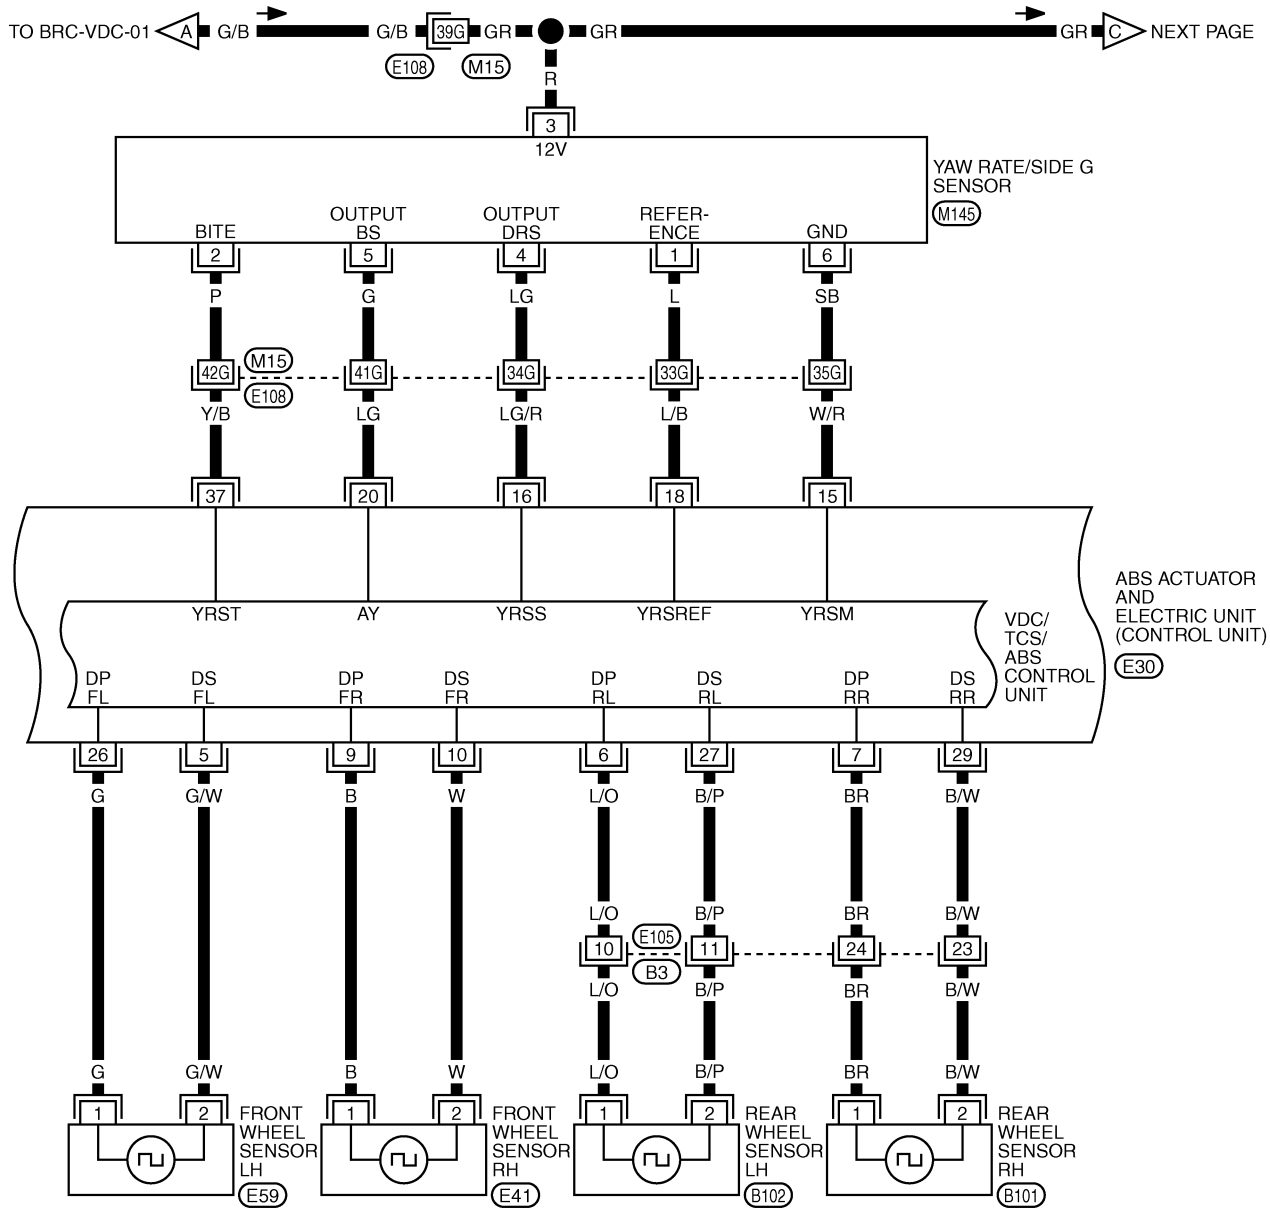 TO BRC-VDC-01 A G/B G/B 39G GR GR GR C NEXT PAGE
E108 M15
R
3
12V
YAW RATE/SIDE G
SENSOR
M145
BITE OUTPUT BS OUTPUT DRS REFER-ENCE GND
2 5 4 1 6
P G LG L SB
M15
42G 41G 34G 33G 35G
E108
Y/B LG LG/R L/B W/R
37 20 16 18 15
YRST AY YRSS YRSREF YRSM
ABS ACTUATOR
AND
ELECTRIC UNIT
(CONTROL UNIT)
E30
VDC/
TCS/
ABS
CONTROL
UNIT
DP DS DP DS DP DS DP DS
FL FL FR FR RL RL RR RR
26 5 9 10 6 27 7 29
G G/W B W L/O B/P BR B/W
L/O B/P BR B/W
E105
10 11 24 23
B3
L/O B/P BR B/W
G G/W B W L/O B/P BR B/W
1 2 1 2 1 2 1 2
FRONT
WHEEL
SENSOR
LH
E59
FRONT
WHEEL
SENSOR
RH
E41
REAR
WHEEL
SENSOR
LH
B102
REAR
WHEEL
SENSOR
RH
B101